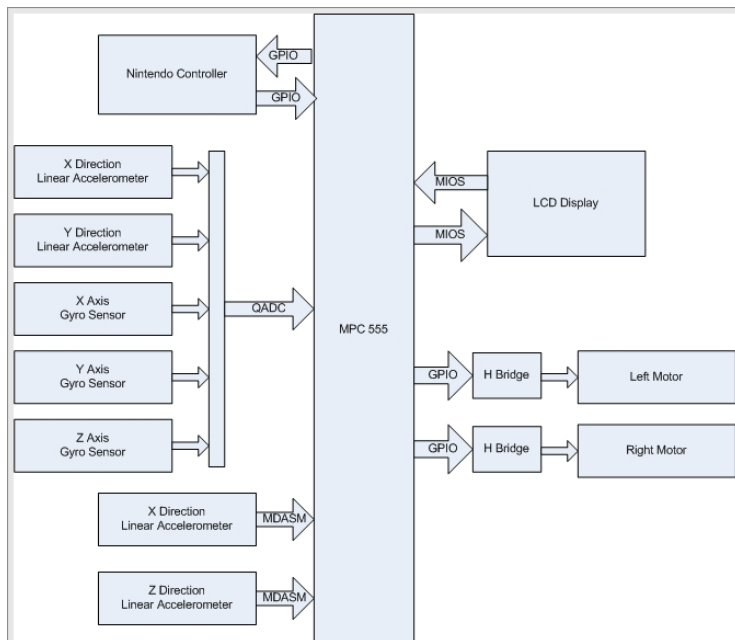 GPIO
Nintendo Controller
GPIO
X Direction
Linear Accelerometer
MIOS
LCD Display
Y Direction
Linear Accelerometer
MIOS
X Axis
Gyro Sensor
QADC
MPC 555
Y Axis
Gyro Sensor
GPIO
H Bridge
Left Motor
Z Axis
Gyro Sensor
GPIO
H Bridge
Right Motor
X Direction
Linear Accelerometer
MDASM
Z Direction
Linear Accelerometer
MDASM